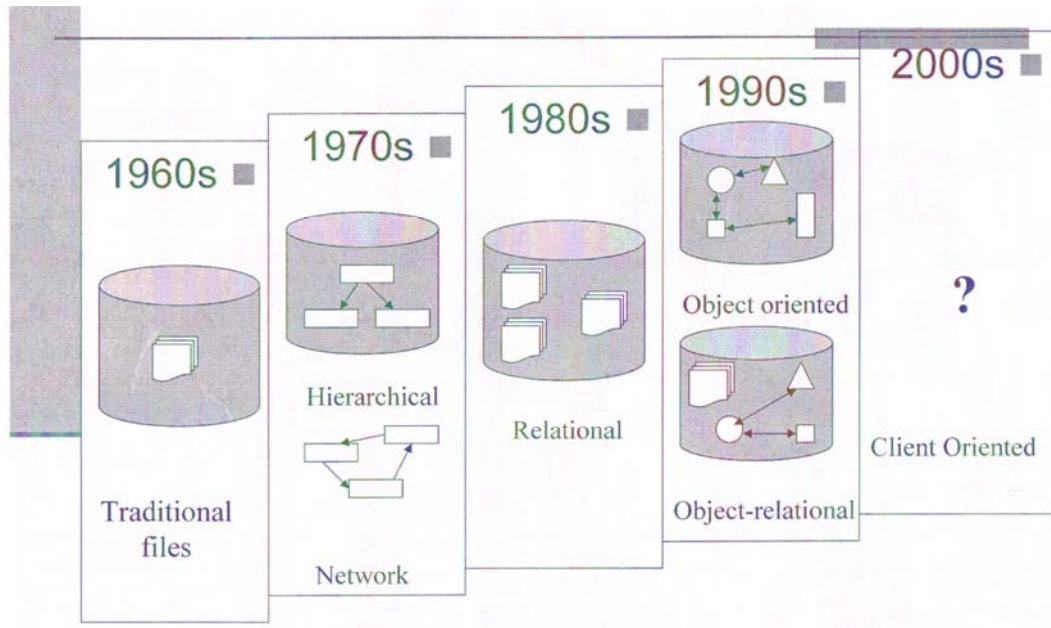 1960s
Traditional
files
1970s
Hierarchical
Network
1980s
Relational
1990s
Object oriented
Object-relational
2000s
?
Client Oriented